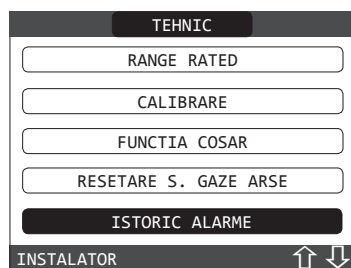 TEHNIC
RANGE RATED
CALIBRARE
FUNCTIA COSAR
RESETARE S. GAZE ARSE
ISTORIC ALARME
INSTALATOR